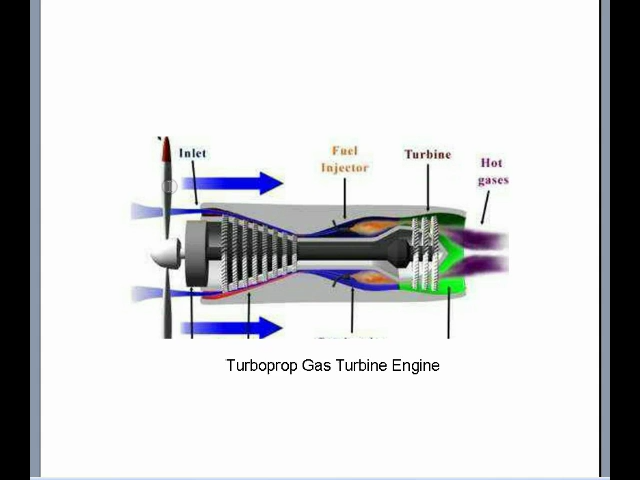 Inlet
Fuel
Injector
Turbine
Hot
gases
Turboprop Gas Turbine Engine